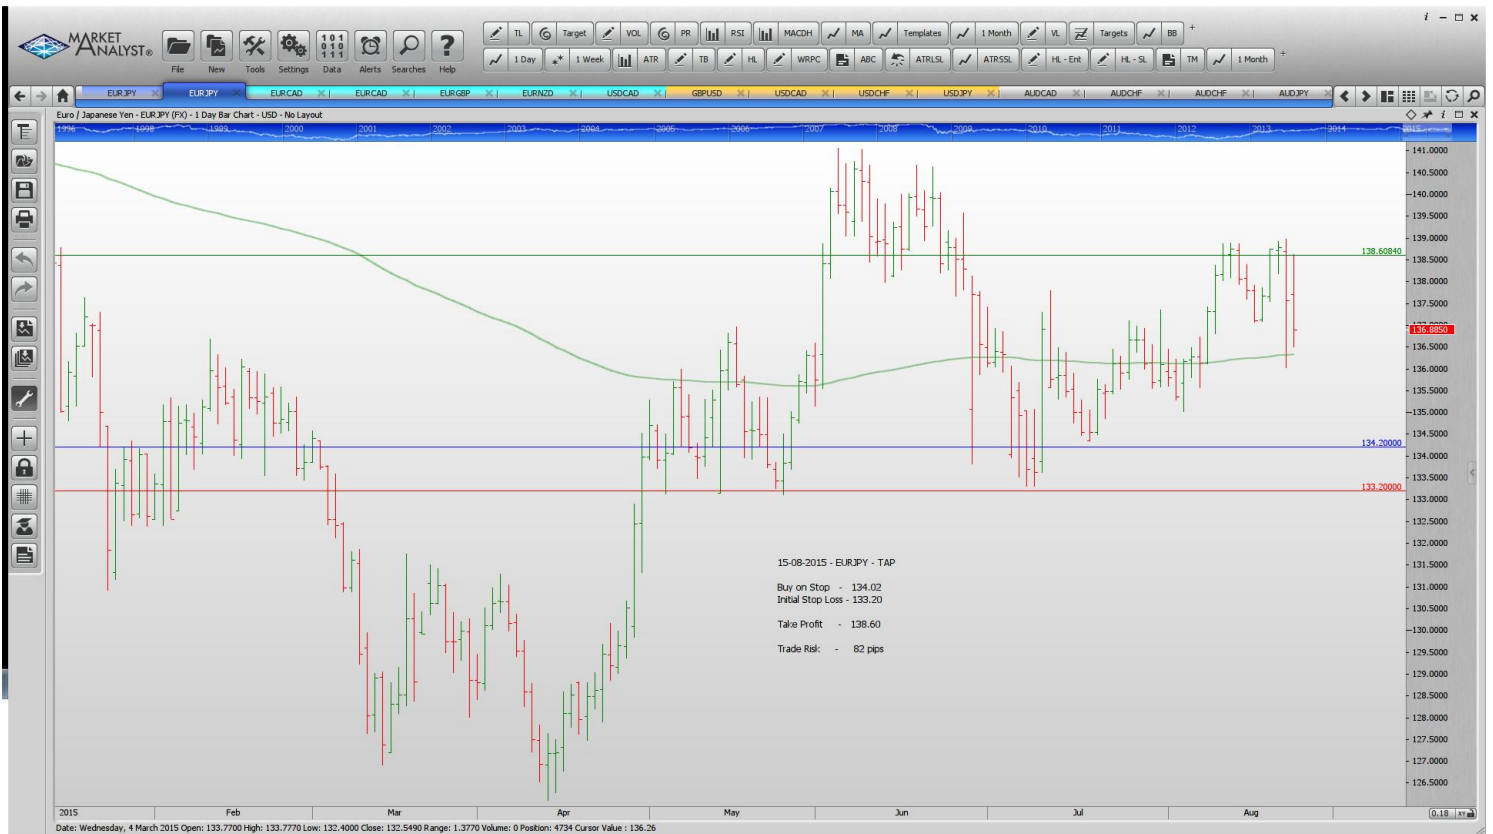 MARKET
ANALYST®
File New Tools Settings Data Alerts Searches Help
TL Target VOL PR RSI MACDH MA Templates 1 Month VL Targets BB +
1 Day 1 Week ATR TB HL WRPC ABC ATRLSL ATRSSL HL - Ent HL - SL TM 1 Month +
EURJPY EURJPY EURCAD EURCAD EURGBP EURNZD USDCAD GBPUSD USDCAD USDCHF USDJPY AUDCAD AUDCHF AUDCHF AUDJPY
Euro / Japanese Yen - EURJPY (FX) - 1 Day Bar Chart - USD - No Layout
1996 1998 1999 2000 2001 2002 2003 2004 2005 2006 2007 2008 2009 2010 2011 2012 2013 2014 2015
141.0000
140.5000
140.0000
139.5000
139.0000
138.60840
138.5000
138.0000
137.5000
136.8850
136.5000
136.0000
135.5000
135.0000
134.5000
134.20000
134.0000
133.5000
133.20000
133.0000
132.5000
132.0000
131.5000
131.0000
130.5000
130.0000
129.5000
129.0000
128.5000
128.0000
127.5000
127.0000
126.5000
15-08-2015 - EURJPY - TAP
Buy on Stop - 134.02
Initial Stop Loss - 133.20
Take Profit - 138.60
Trade Risk - 82 pips
2015 Feb Mar Apr May Jun Jul Aug 0.18
Date: Wednesday, 4 March 2015 Open: 133.7700 High: 133.7770 Low: 132.4000 Close: 132.5490 Range: 1.3770 Volume: 0 Position: 4734 Cursor Value : 136.26